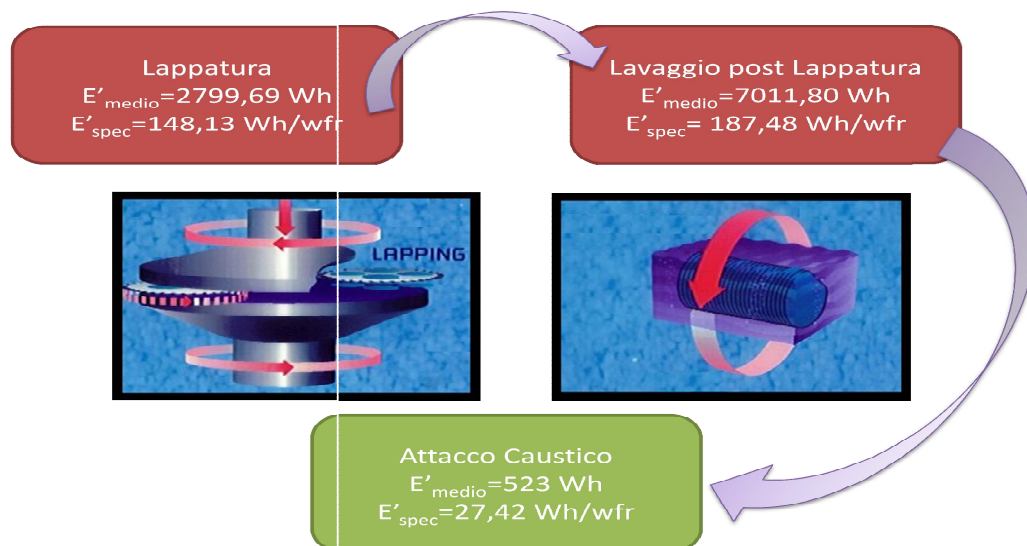 Lappatura
E'medio=2799,69 Wh
E'spec=148,13 Wh/wfr
Lavaggio post Lappatura
E'medio=7011,80 Wh
E'spec= 187,48 Wh/wfr
LAPPING
Attacco Caustico
E'medio=523 Wh
E'spec=27,42 Wh/wfr